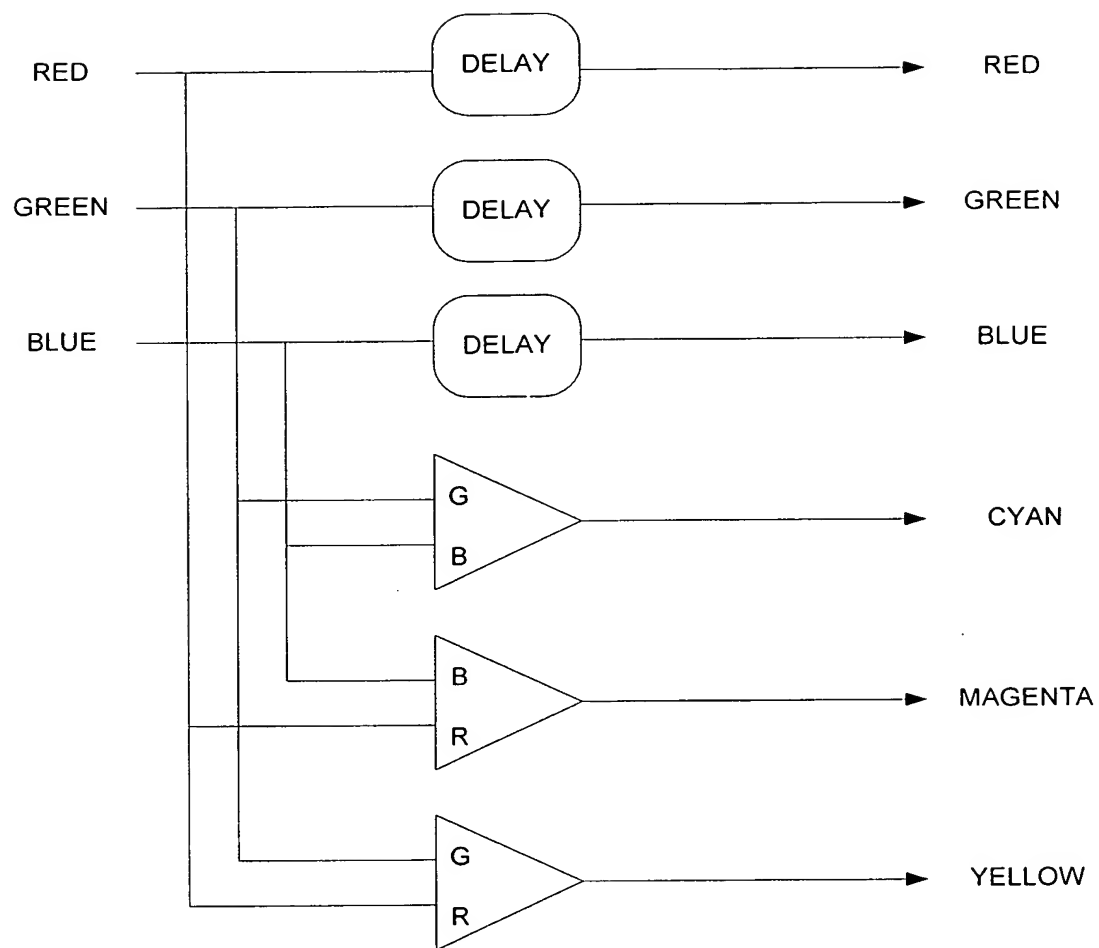 RED DELAY RED
GREEN DELAY GREEN
BLUE DELAY BLUE
G
B
CYAN
B
R
MAGENTA
G
R
YELLOW